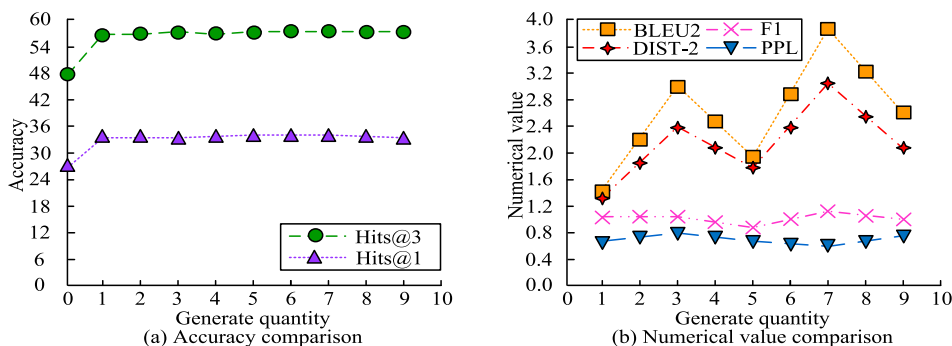 Accuracy
60
54
48
42
36
30
24
18
12
6
0
Hits@3
Hits@1
0 1 2 3 4 5 6 7 8 9 10
Generate quantity
(a) Accuracy comparison
Numerical value
4.0
3.6
3.2
2.8
2.4
2.0
1.6
1.2
0.8
0.4
BLEU2 F1
DIST-2 PPL
0 1 2 3 4 5 6 7 8 9 10
Generate quantity
(b) Numerical value comparison